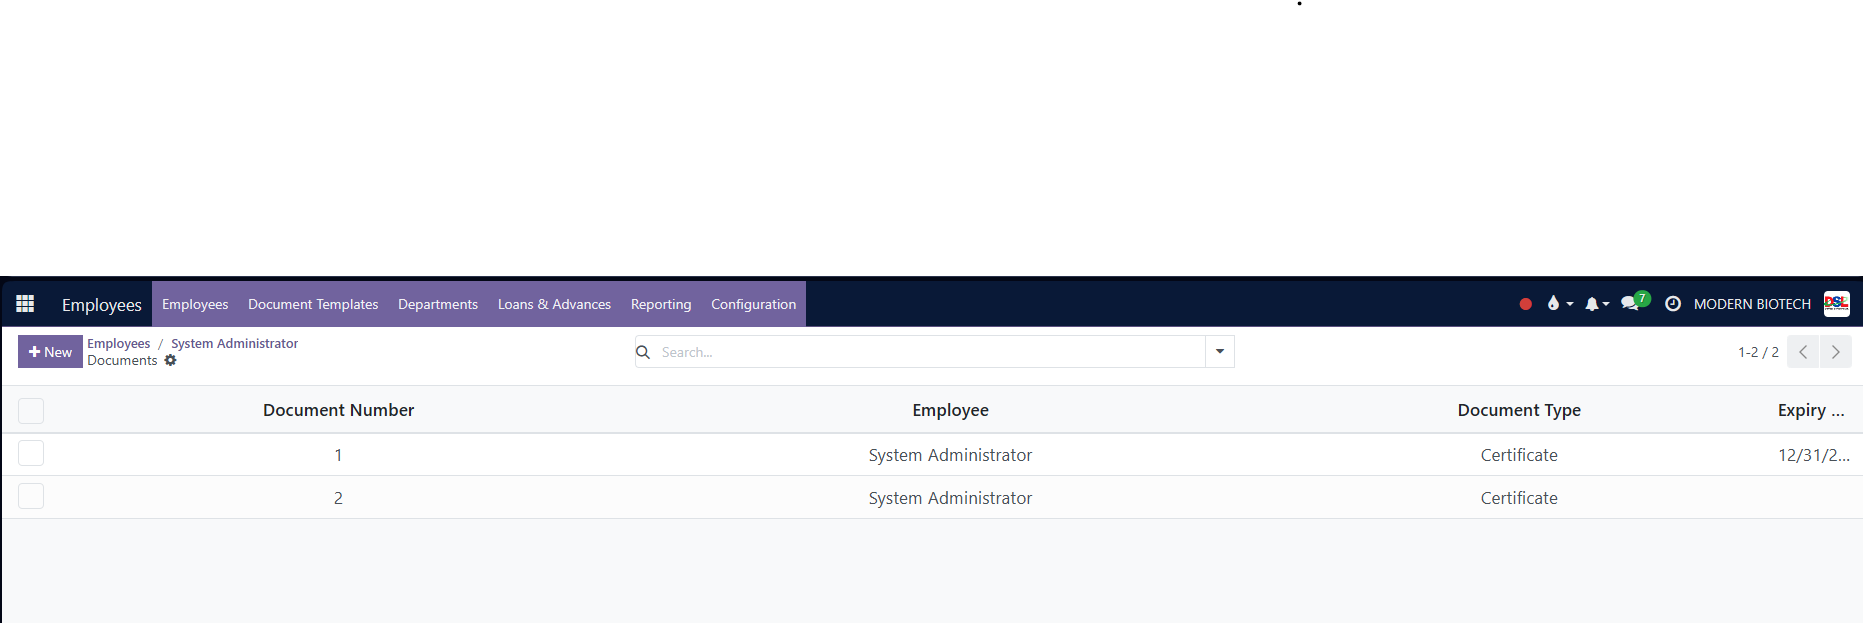 Employees Employees Document Templates Departments Loans & Advances Reporting Configuration 7 MODERN BIOTECH DSL
New Employees / System Administrator
Documents
Search...
1-2 / 2
Document Number Employee Document Type Expiry ...
1 System Administrator Certificate 12/31/2...
2 System Administrator Certificate